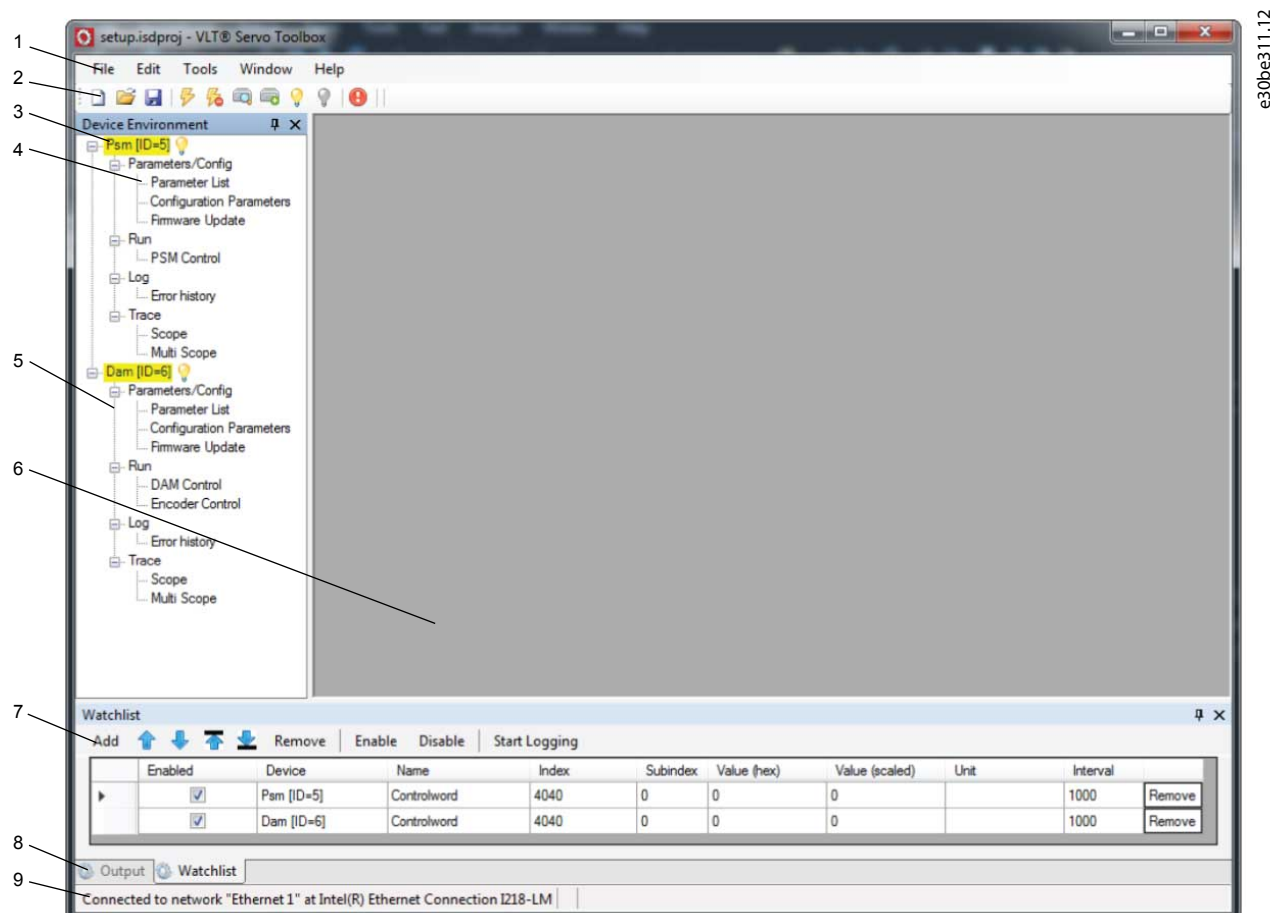 e30be311.12
setup.isdproj - VLT® Servo Toolbox
1
File Edit Tools Window Help
2
3
Device Environment
Psm [ID=5]
4
Parameters/Config
Parameter List
Configuration Parameters
Firmware Update
Run
PSM Control
Log
Error history
Trace
Scope
Multi Scope
5
Dam [ID=6]
Parameters/Config
Parameter List
Configuration Parameters
Firmware Update
6
Run
DAM Control
Encoder Control
Log
Error history
Trace
Scope
Multi Scope
7
Watchlist
Add Remove Enable Disable Start Logging
Enabled Device Name Index Subindex Value (hex) Value (scaled) Unit Interval
Psm [ID=5] Controlword 4040 0 0 0 1000 Remove
Dam [ID=6] Controlword 4040 0 0 0 1000 Remove
8
Output Watchlist
9
Connected to network "Ethernet 1" at Intel(R) Ethernet Connection I218-LM